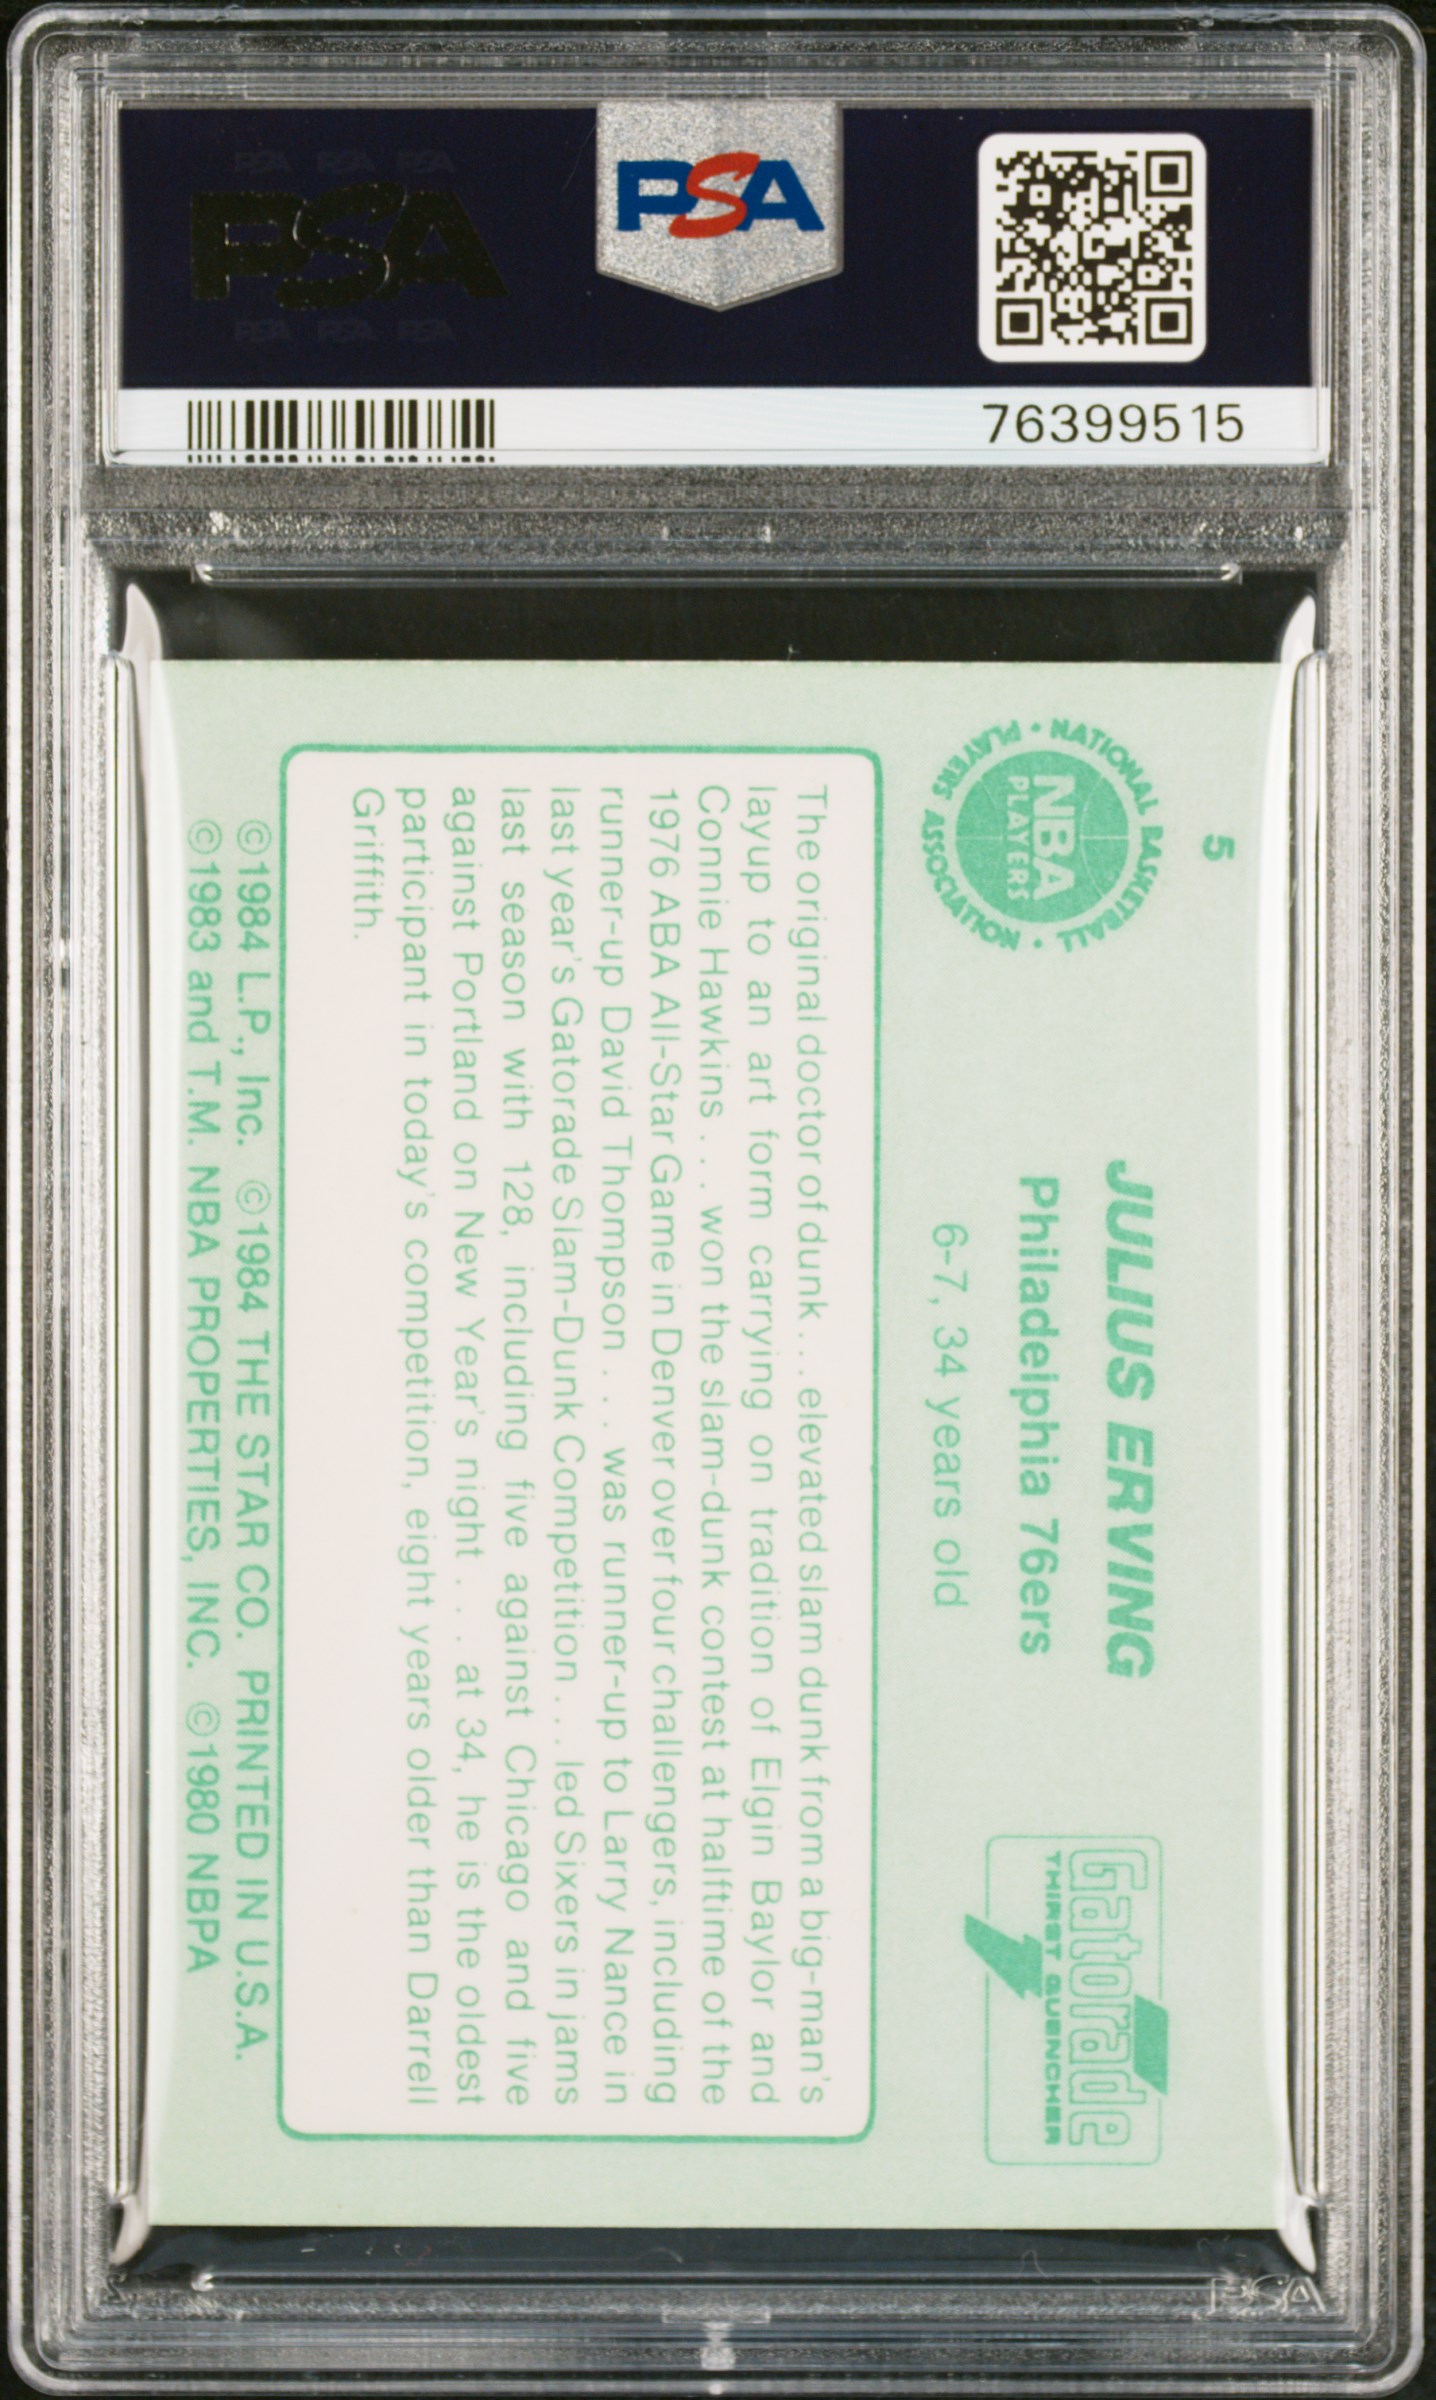 PSA PSA PSA
PSA
PSA PSA PSA
PSA
76399515
5
NATIONAL BASKETBALL
PLAYERS ASSOCIATION
NBA
PLAYERS
JULIUS ERVING
Philadelphia 76ers
6-7, 34 years old
Gatorade
THIRST QUENCHER
The original doctor of dunk . . . elevated slam dunk from a big-man's
layup to an art form carrying on tradition of Elgin Baylor and
Connie Hawkins . . . won the slam-dunk contest at halftime of the
1976 ABA All-Star Game in Denver over four challengers, including
runner-up David Thompson . . . was runner-up to Larry Nance in
last year's Gatorade Slam-Dunk Competition . . . led Sixers in jams
last season with 128, including five against Chicago and five
against Portland on New Year's night . . . at 34, he is the oldest
participant in today's competition, eight years older than Darrell
Griffith.
©1984 L.P., Inc. ©1984 THE STAR CO. PRINTED IN U.S.A.
©1983 and T.M. NBA PROPERTIES, INC. ©1980 NBPA
PSA